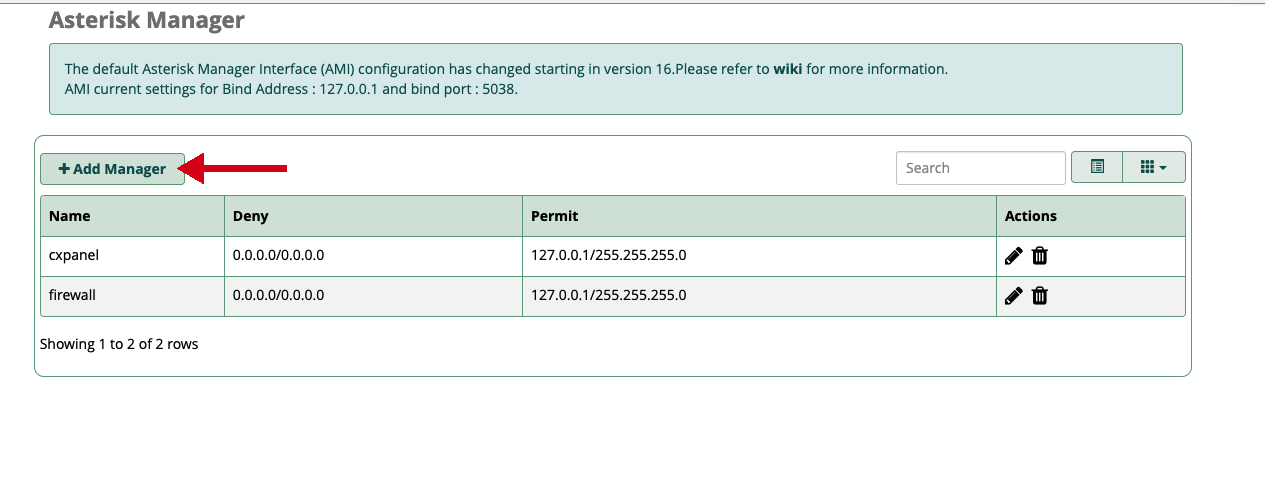 Asterisk Manager
The default Asterisk Manager Interface (AMI) configuration has changed starting in version 16.Please refer to wiki for more information.
AMI current settings for Bind Address : 127.0.0.1 and bind port : 5038.
+ Add Manager
Search
Name Deny Permit Actions
cxpanel 0.0.0.0/0.0.0.0 127.0.0.1/255.255.255.0
firewall 0.0.0.0/0.0.0.0 127.0.0.1/255.255.255.0
Showing 1 to 2 of 2 rows